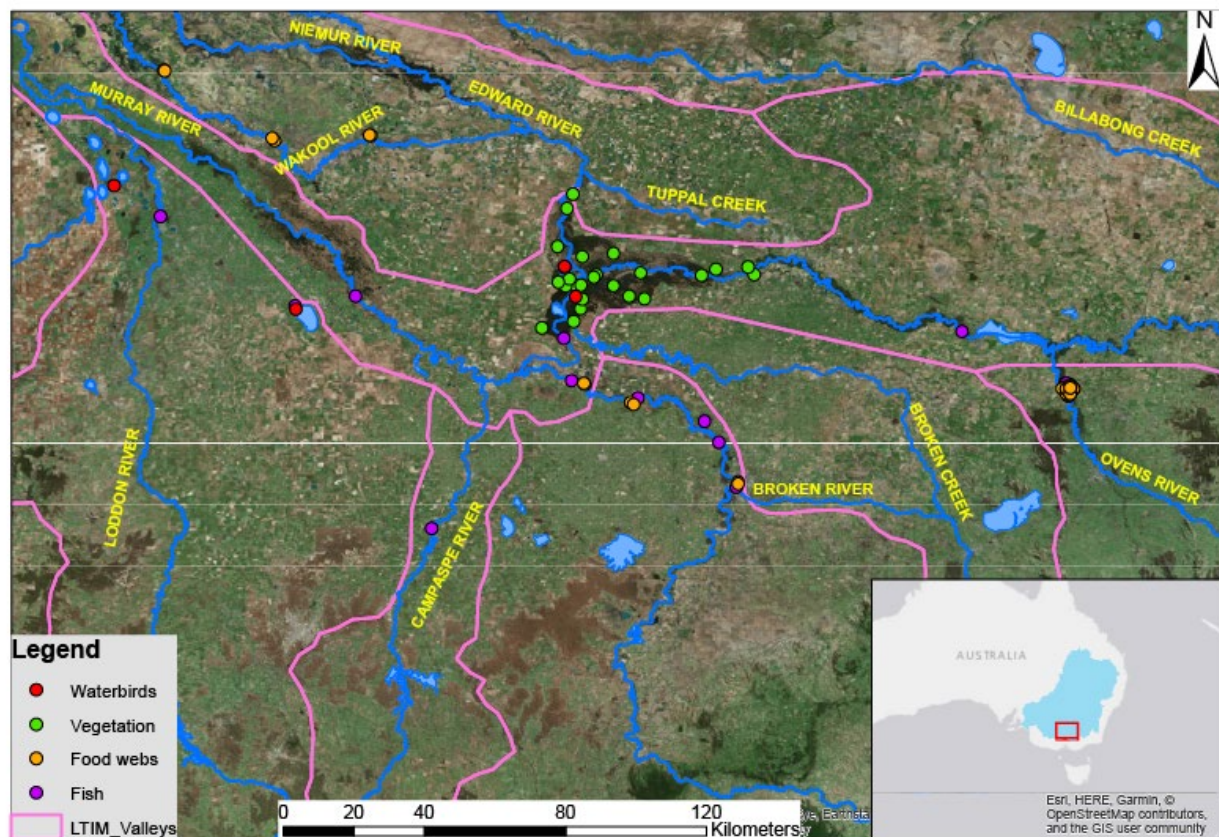 N
NIEMUR RIVER
EDWARD RIVER
MURRAY RIVER
WAKOOL RIVER
BILLABONG CREEK
TUPPAL CREEK
LODDON RIVER
CAMPASPE RIVER
BROKEN RIVER
BROKEN CREEK
OVENS RIVER
Legend
Waterbirds
Vegetation
Food webs
Fish
LTIM_Valleys
0 20 40 80 120
Kilometers
AUSTRALIA
Esri, HERE, Garmin, ©
OpenStreetMap contributors,
and the GIS user community